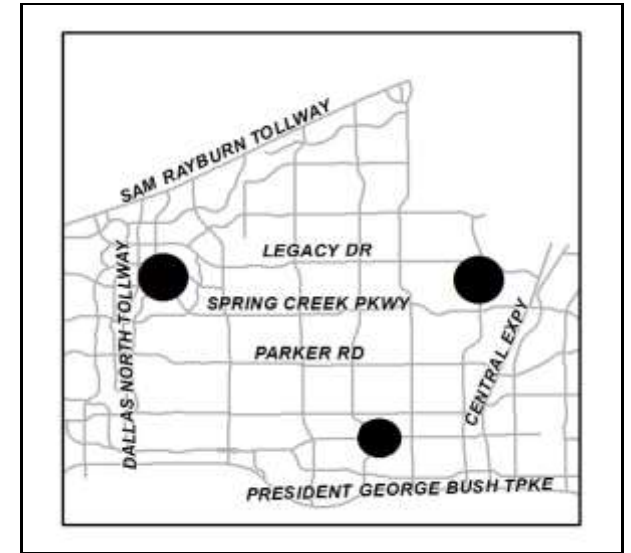 SAM RAYBURN TOLLWAY
LEGACY DR
DALLAS NORTH TOLLWAY
SPRING CREEK PKWY
PARKER RD
CENTRAL EXPY
PRESIDENT GEORGE BUSH TPKE